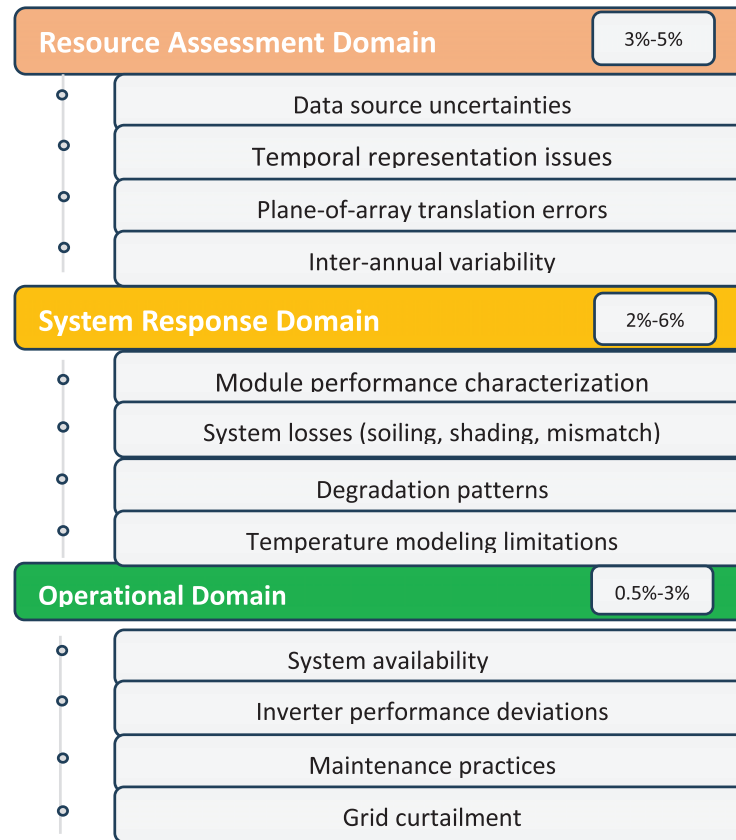 Resource Assessment Domain
3%-5%
Data source uncertainties
Temporal representation issues
Plane-of-array translation errors
Inter-annual variability
System Response Domain
2%-6%
Module performance characterization
System losses (soiling, shading, mismatch)
Degradation patterns
Temperature modeling limitations
Operational Domain
0.5%-3%
System availability
Inverter performance deviations
Maintenance practices
Grid curtailment